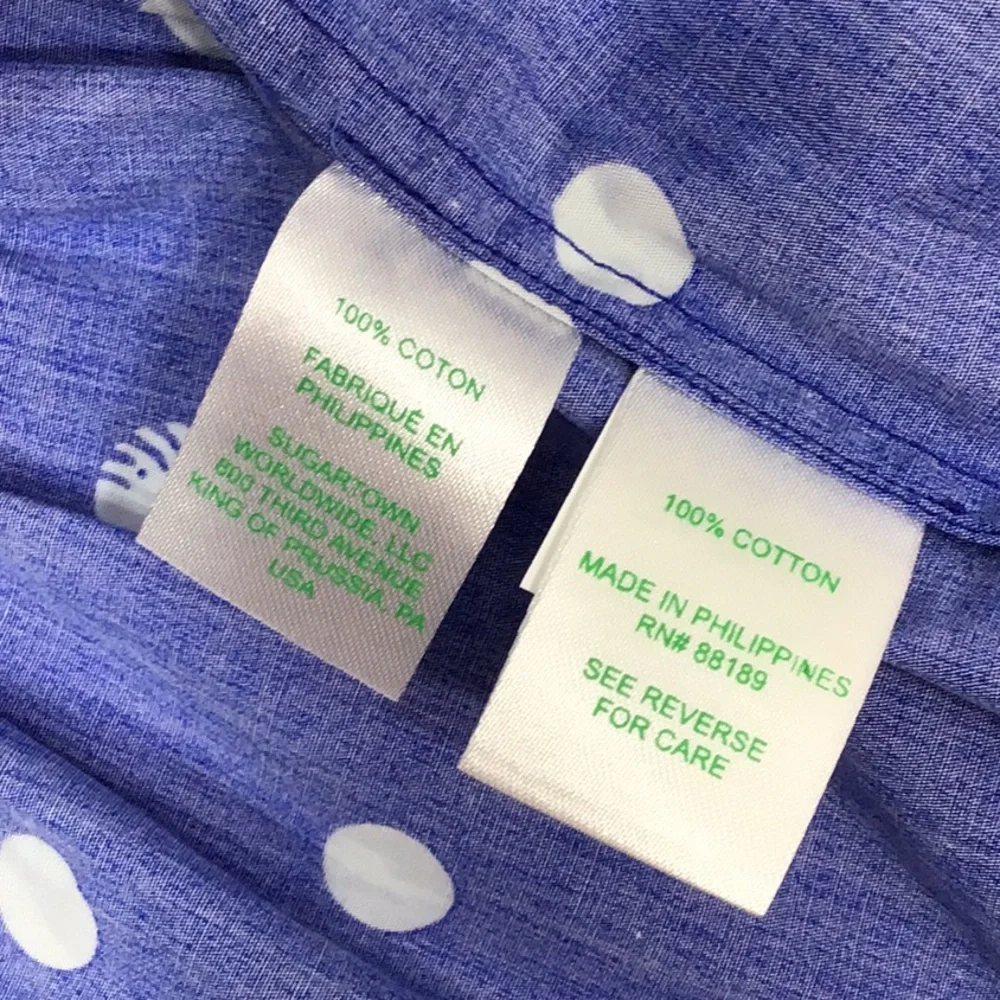 100% COTON
FABRIQUÉ EN
PHILIPPINES
SUGARTOWN
WORLDWIDE, LLC
800 THIRD AVENUE
KING OF PRUSSIA, PA
USA
100% COTTON
MADE IN PHILIPPINES
RN# 88189
SEE REVERSE
FOR CARE